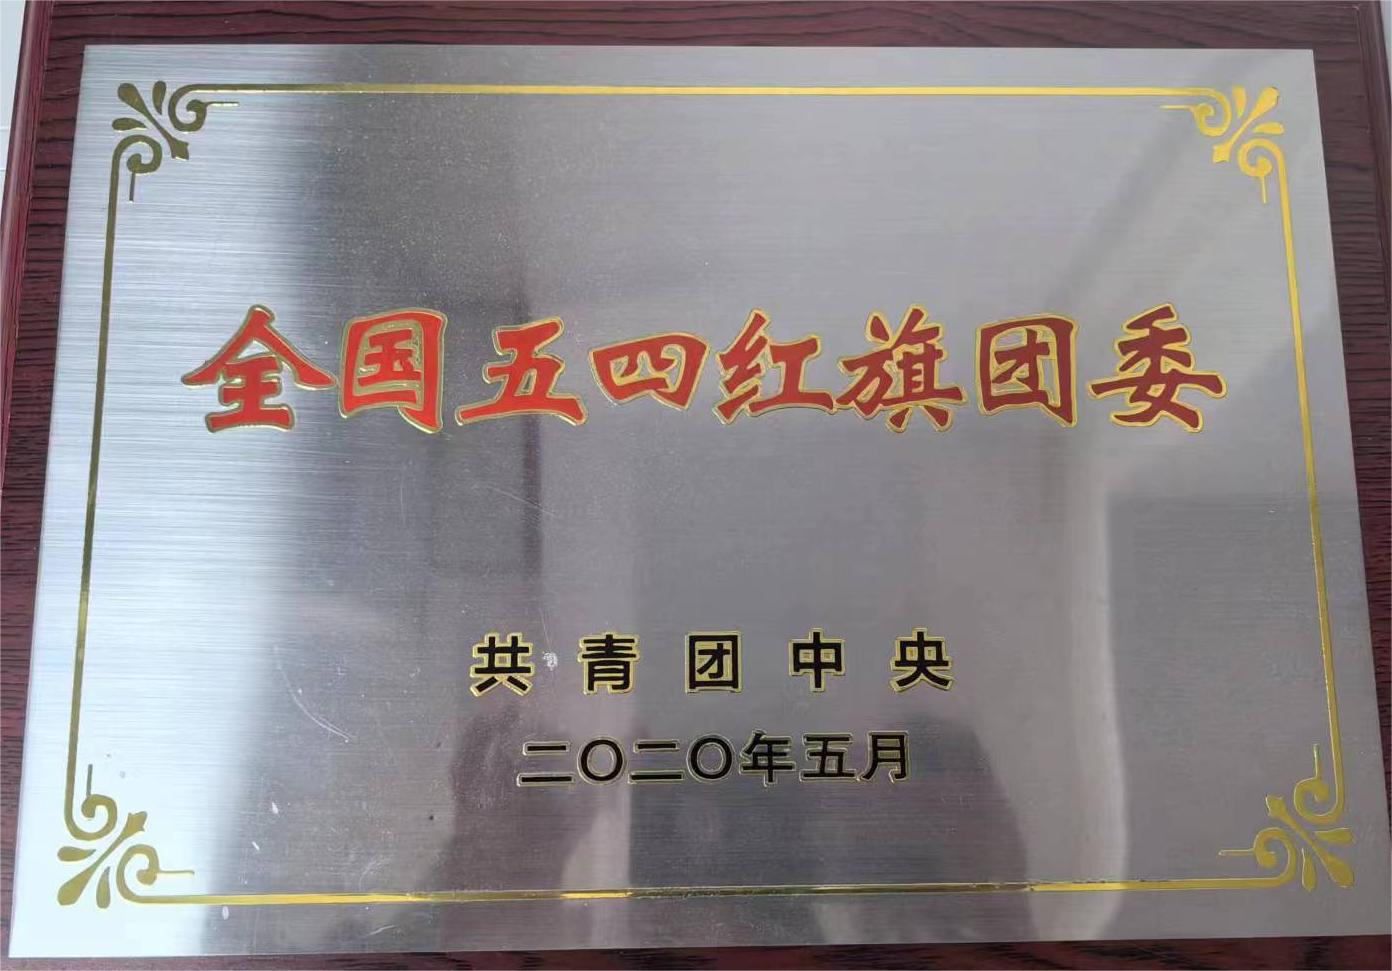 全国五四红旗团委
共青团中央
二〇二〇年五月